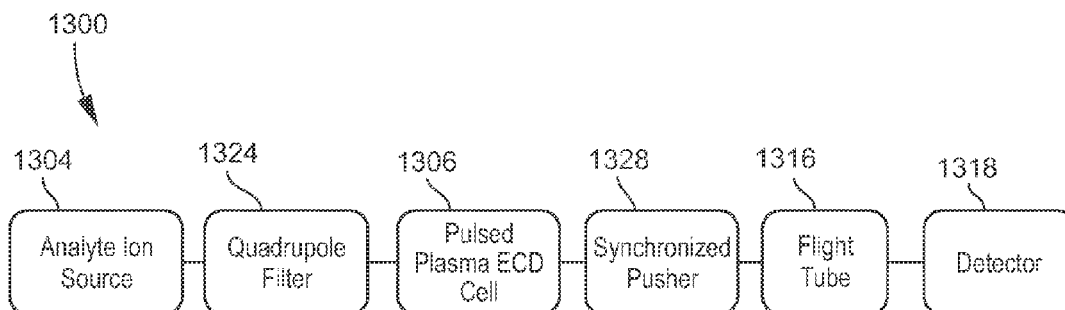 1300
1304
1324
1306
1328
1316
1318
Analyte Ion
Source
Quadrupole
Filter
Pulsed
Plasma ECD
Cell
Synchronized
Pusher
Flight
Tube
Detector